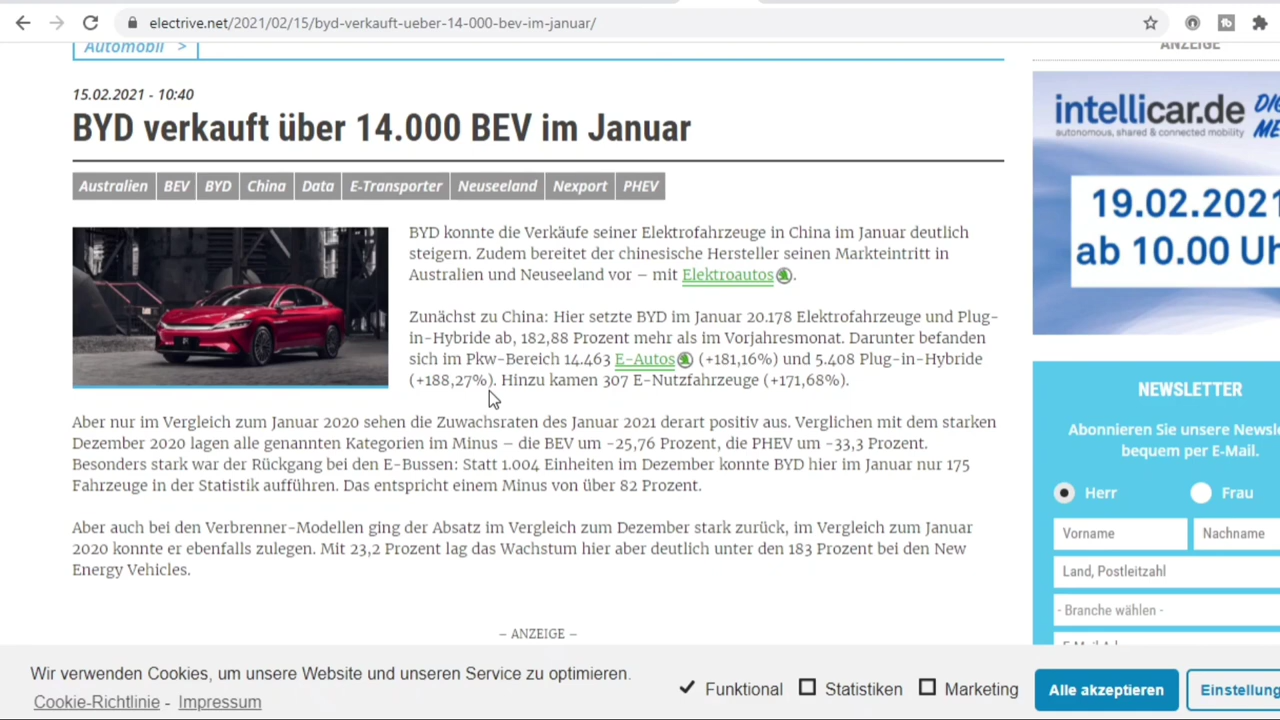 electrive.net/2021/02/15/byd-verkauft-ueber-14-000-bev-im-januar/
Automobil >
ANZEIGE
15.02.2021 - 10:40
BYD verkauft über 14.000 BEV im Januar
Australien BEV BYD China Data E-Transporter Neuseeland Nexport PHEV
BYD konnte die Verkäufe seiner Elektrofahrzeuge in China im Januar deutlich
steigern. Zudem bereitet der chinesische Hersteller seinen Markteintritt in
Australien und Neuseeland vor – mit Elektroautos.
Zunächst zu China: Hier setzte BYD im Januar 20.178 Elektrofahrzeuge und Plug-
in-Hybride ab, 182,88 Prozent mehr als im Vorjahresmonat. Darunter befanden
sich im Pkw-Bereich 14.463 E-Autos (+181,16%) und 5.408 Plug-in-Hybride
(+188,27%). Hinzu kamen 307 E-Nutzfahrzeuge (+171,68%).
Aber nur im Vergleich zum Januar 2020 sehen die Zuwachsraten des Januar 2021 derart positiv aus. Verglichen mit dem starken
Dezember 2020 lagen alle genannten Kategorien im Minus – die BEV um -25,76 Prozent, die PHEV um -33,3 Prozent.
Besonders stark war der Rückgang bei den E-Bussen: Statt 1.004 Einheiten im Dezember konnte BYD hier im Januar nur 175
Fahrzeuge in der Statistik aufführen. Das entspricht einem Minus von über 82 Prozent.
Aber auch bei den Verbrenner-Modellen ging der Absatz im Vergleich zum Dezember stark zurück, im Vergleich zum Januar
2020 konnte er ebenfalls zulegen. Mit 23,2 Prozent lag das Wachstum hier aber deutlich unter den 183 Prozent bei den New
Energy Vehicles.
– ANZEIGE –
intellicar.de
autonomous, shared & connected mobility
19.02.2021
ab 10.00 Uh
NEWSLETTER
Abonnieren Sie unsere Newsle
bequem per E-Mail.
Herr Frau
Vorname Nachname
Land, Postleitzahl
- Branche wählen -
Wir verwenden Cookies, um unsere Website und unseren Service zu optimieren.
Cookie-Richtlinie - Impressum
Funktional Statistiken Marketing
Alle akzeptieren Einstellung